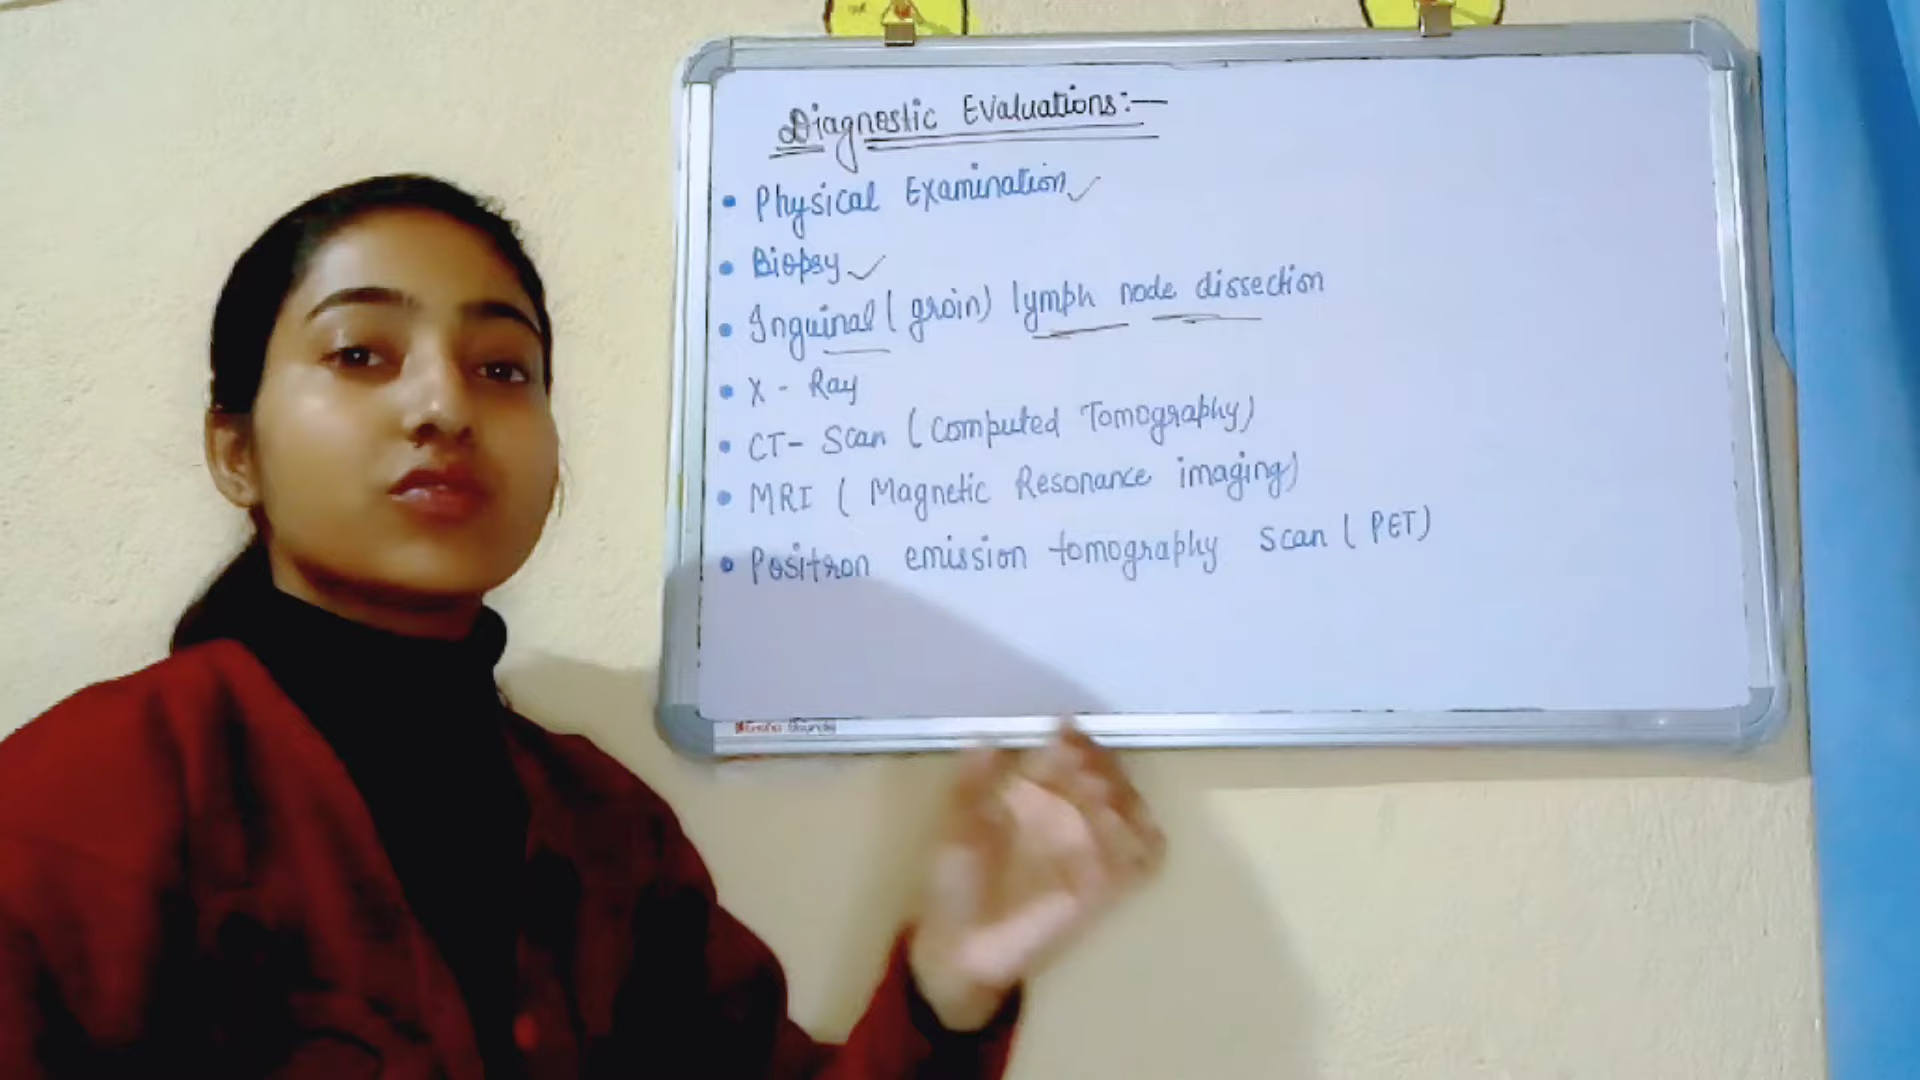 Diagnostic Evaluations:-
• Physical Examination ✓
• Biopsy ✓
• Inguinal (groin) lymph node dissection
• X - Ray
• CT- Scan (Computed Tomography)
• MRI ( Magnetic Resonance imaging)
• Positron emission tomography scan ( PET)